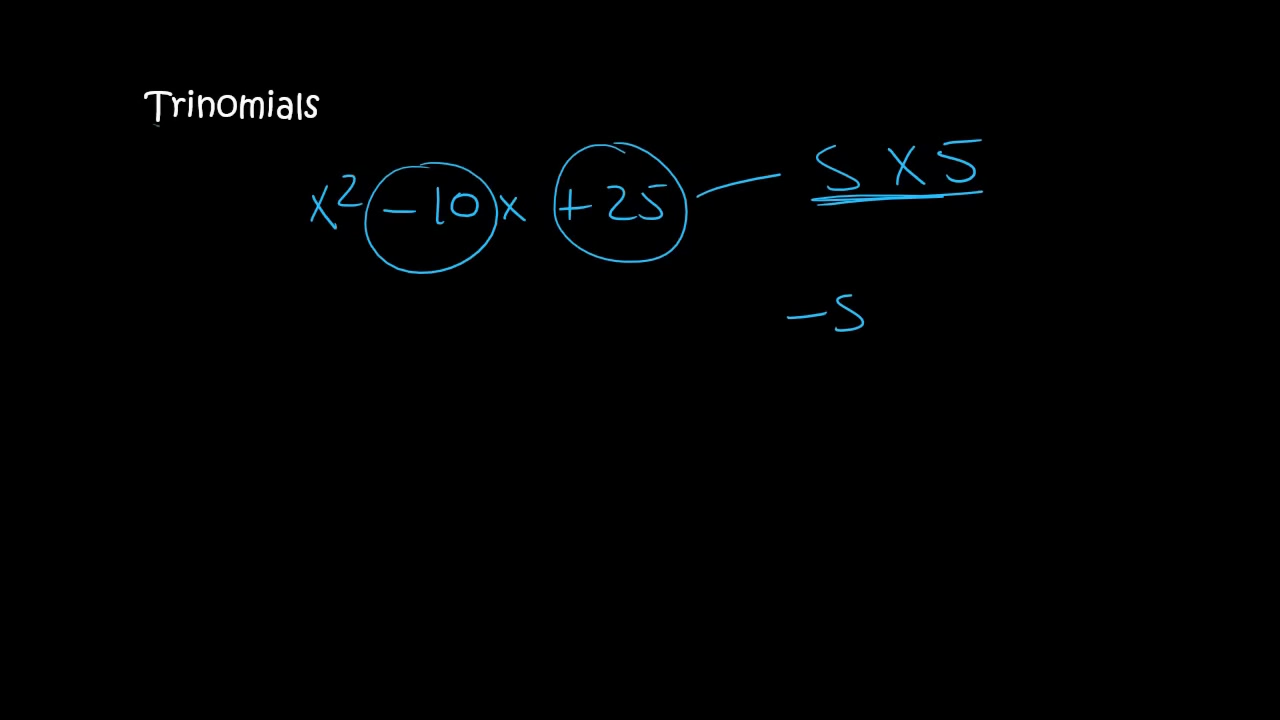 Trinomials
x² - 10x + 25
5 x 5
- 5